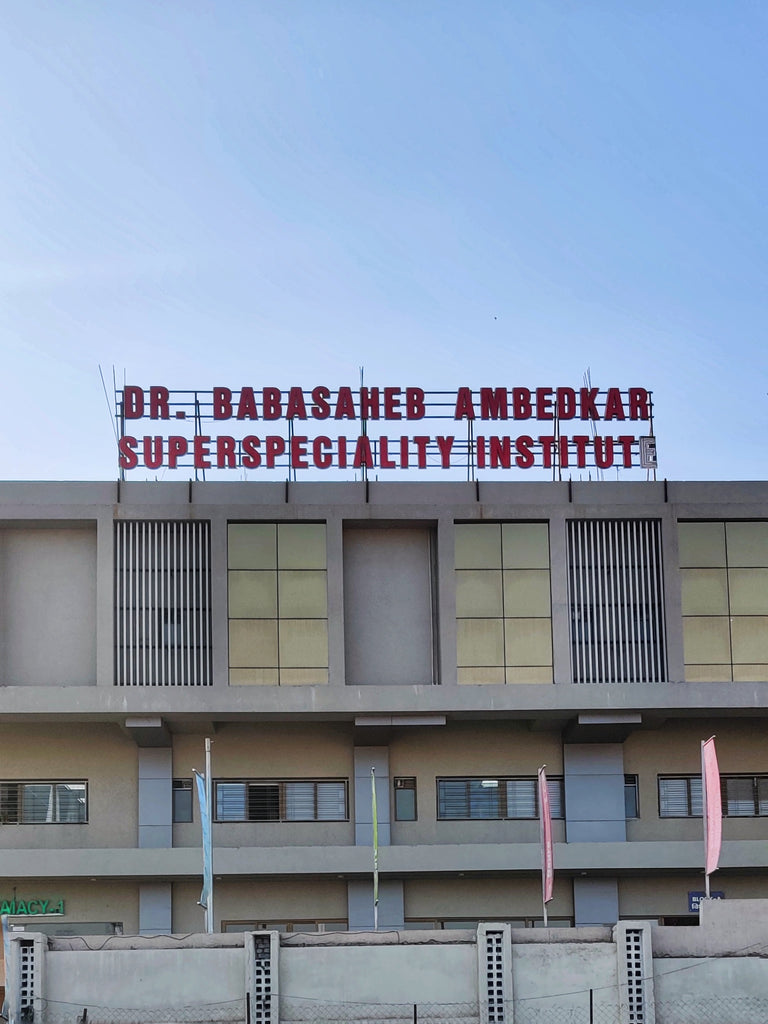 DR. BABASAHEB AMBEDKAR
SUPERSPECIALITY INSTITUTE